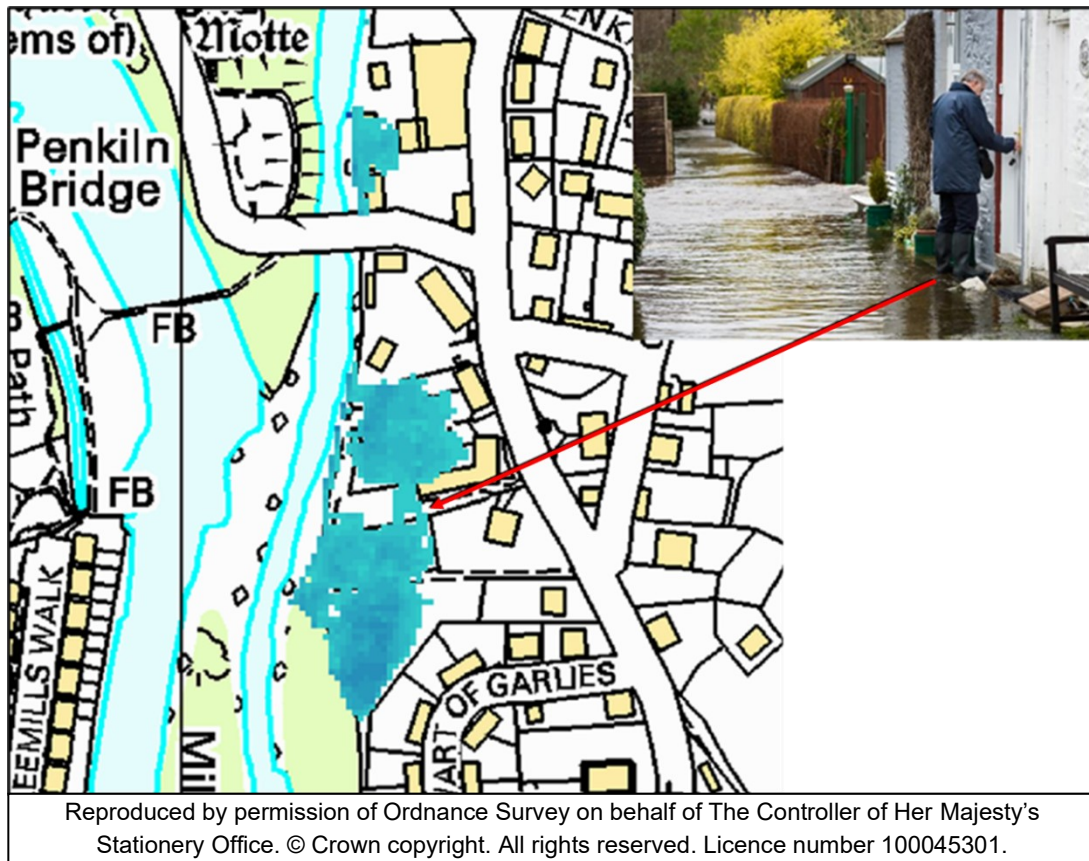 ems of)
Motte
Penkiln
Bridge
FB
Path
FB
EEMILLS WALK
Mil
ART OF GARLIES
Reproduced by permission of Ordnance Survey on behalf of The Controller of Her Majesty's
Stationery Office. © Crown copyright. All rights reserved. Licence number 100045301.